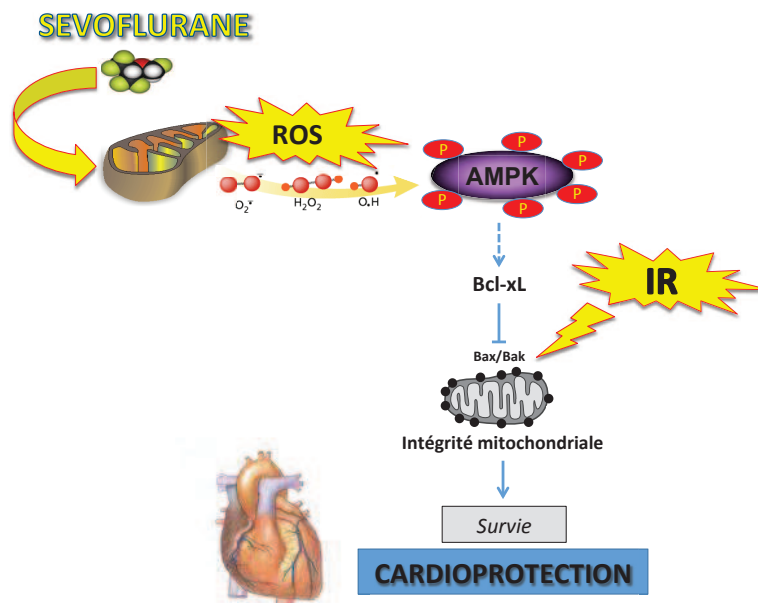 SEVOFLURANE
ROS
O₂•̄
H₂O₂
O•H
P
P
P
P
P
P
AMPK
Bcl-xL
IR
Bax/Bak
Intégrité mitochondriale
Survie
CARDIOPROTECTION